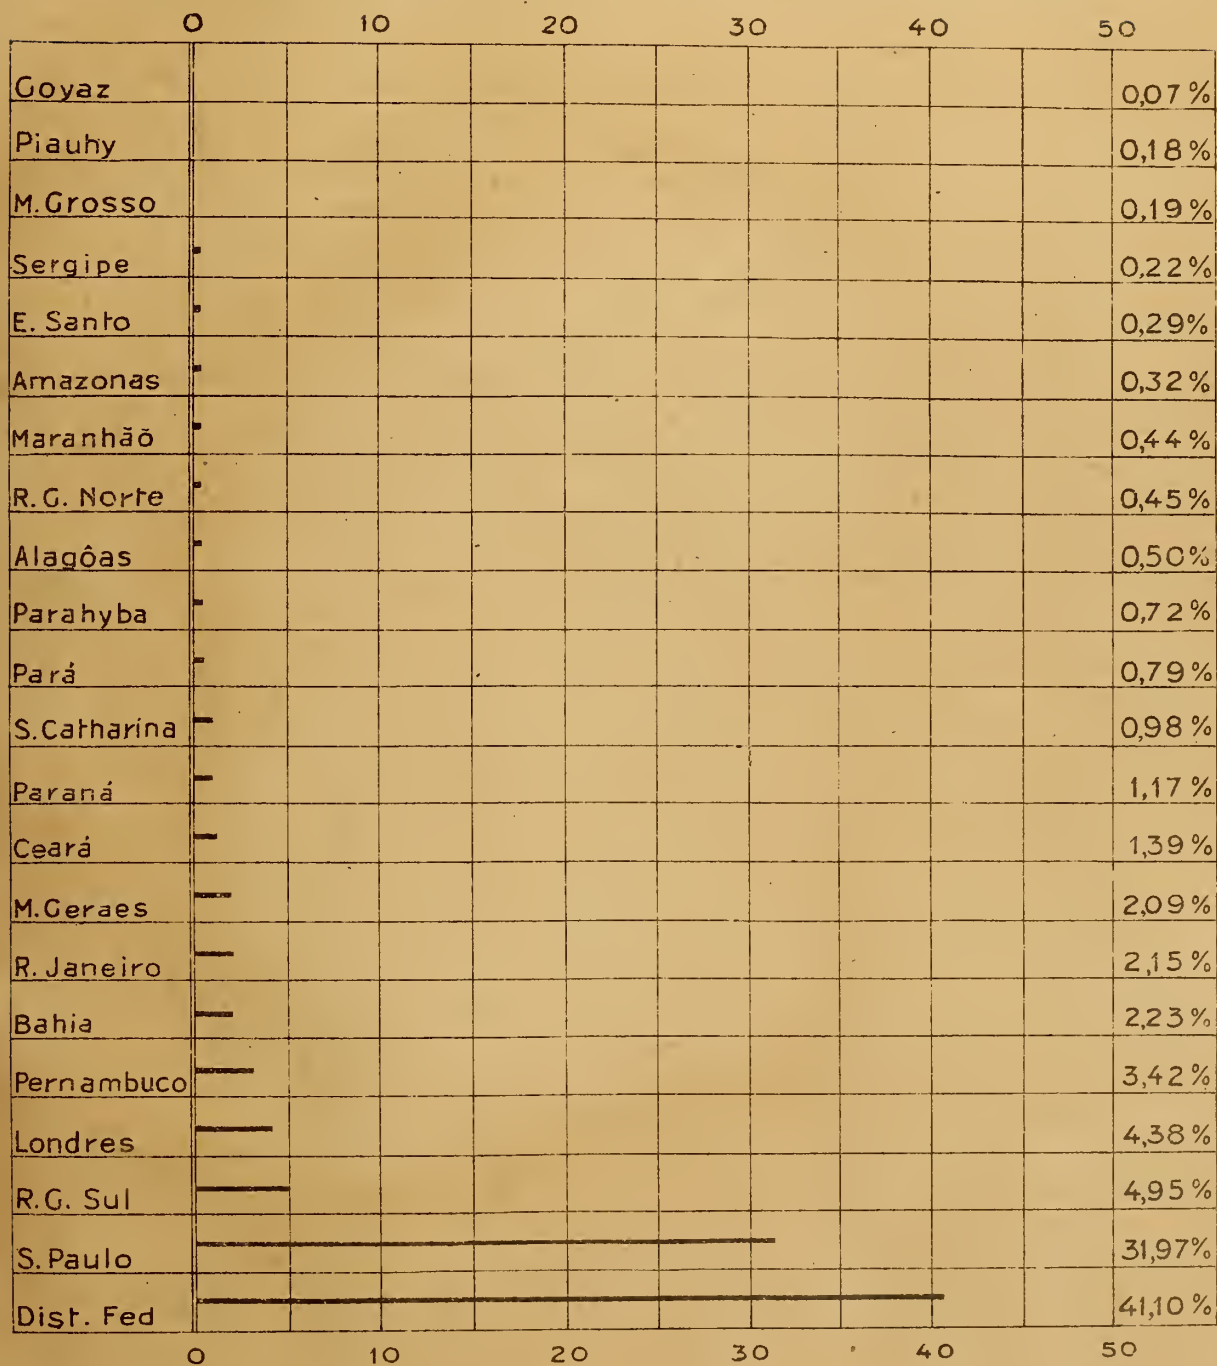 0 10 20 30 40 50
Goyaz 0,07%
Piauhy 0,18%
M. Grosso 0,19%
Sergipe 0,22%
E. Santo 0,29%
Amazonas 0,32%
Maranhãõ 0,44%
R. G. Norte 0,45%
Alagôas 0,50%
Parahyba 0,72%
Pará 0,79%
S. Catharina 0,98%
Paraná 1,17%
Ceará 1,39%
M. Geraes 2,09%
R. Janeiro 2,15%
Bahia 2,23%
Pernambuco 3,42%
Londres 4,38%
R. G. Sul 4,95%
S. Paulo 31,97%
Dist. Fed 41,10%
0 10 20 30 40 50